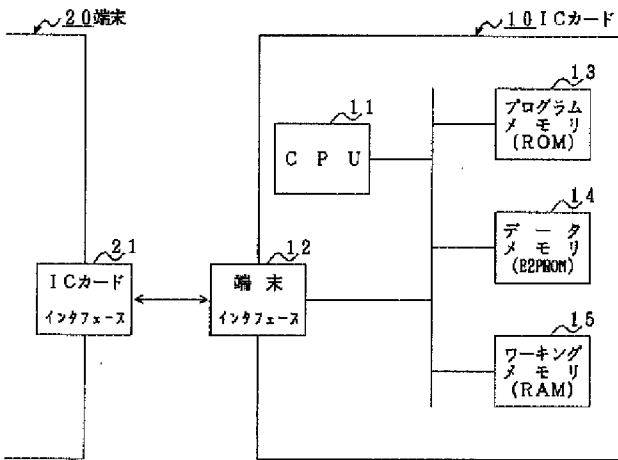 20端末
10ICカード
11
CPU
13
プログラム
メモリ
(ROM)
14
データ
メモリ
(E2PROM)
21
ICカード
インタフェース
12
端末
インタフェース
15
ワーキング
メモリ
(RAM)